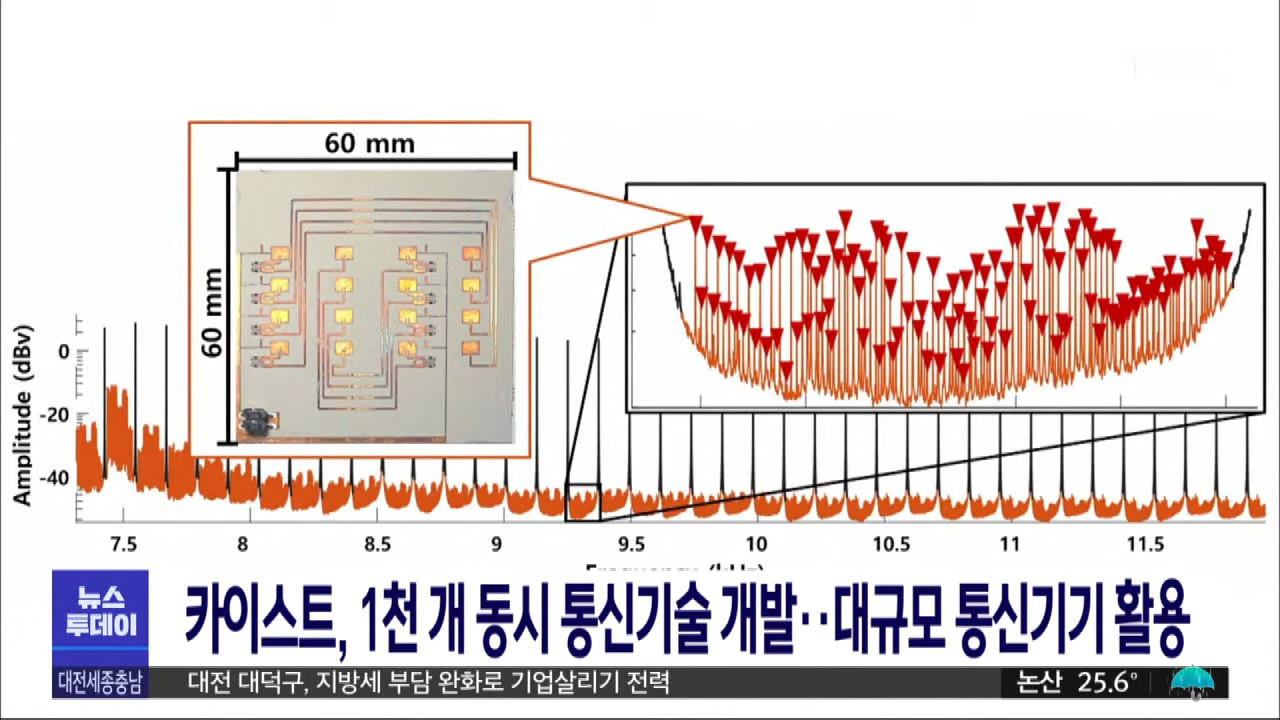 60 mm
60 mm
Amplitude (dBv)
0
-20
-40
7.5 8 8.5 9 9.5 10 10.5 11 11.5
Frequency (kHz)
뉴스
투데이
카이스트, 1천 개 동시 통신기술 개발‥대규모 통신기기 활용
대전세종충남
대전 대덕구, 지방세 부담 완화로 기업살리기 전력
논산 25.6°